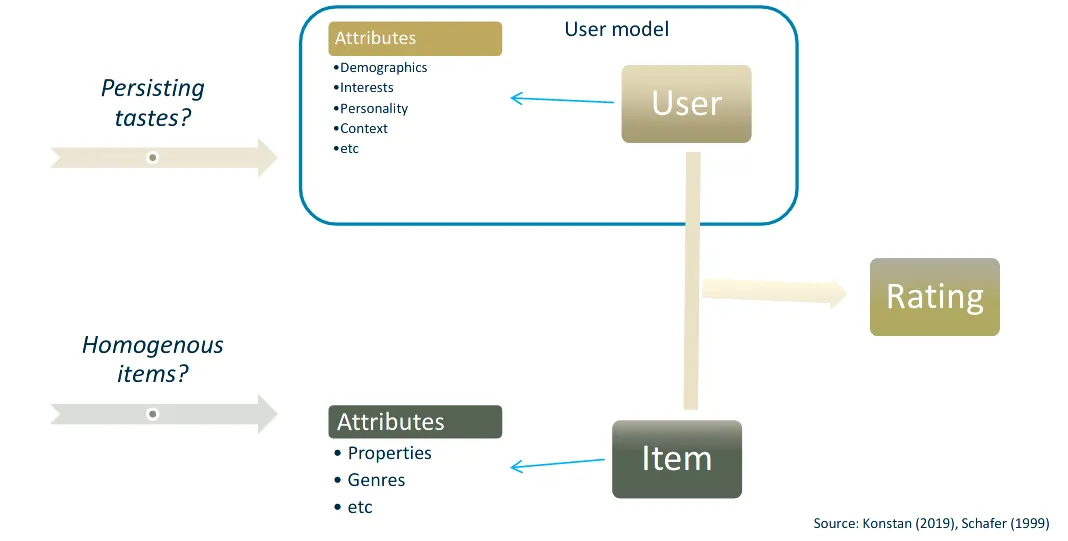 User model
Attributes
•Demographics
•Interests
•Personality
•Context
•etc
User
Persisting
tastes?
Rating
Homogenous
items?
Attributes
• Properties
• Genres
• etc
Item
Source: Konstan (2019), Schafer (1999)